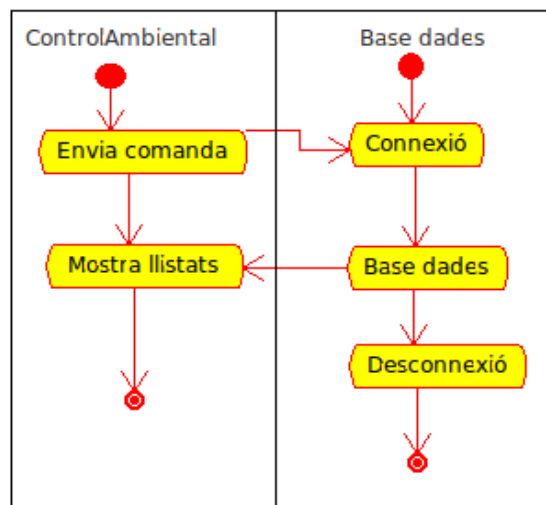 ControlAmbiental
Base dades
Envia comanda
Connexió
Mostra llistats
Base dades
Desconnexió